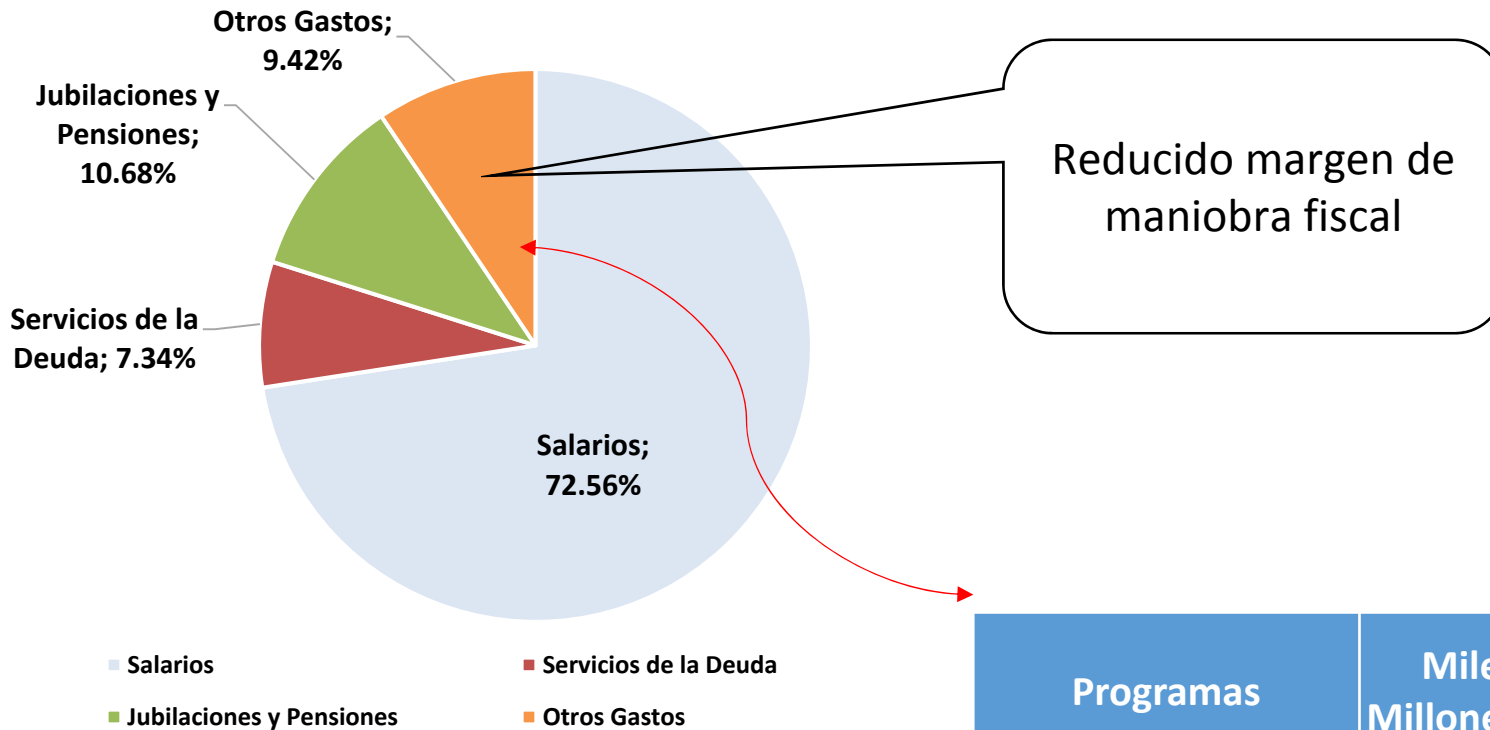 Otros Gastos;
9.42%
Jubilaciones y
Pensiones;
10.68%
Servicios de la
Deuda; 7.34%
Salarios;
72.56%
Reducido margen de
maniobra fiscal
Salarios
Servicios de la Deuda
Jubilaciones y Pensiones
Otros Gastos
Programas